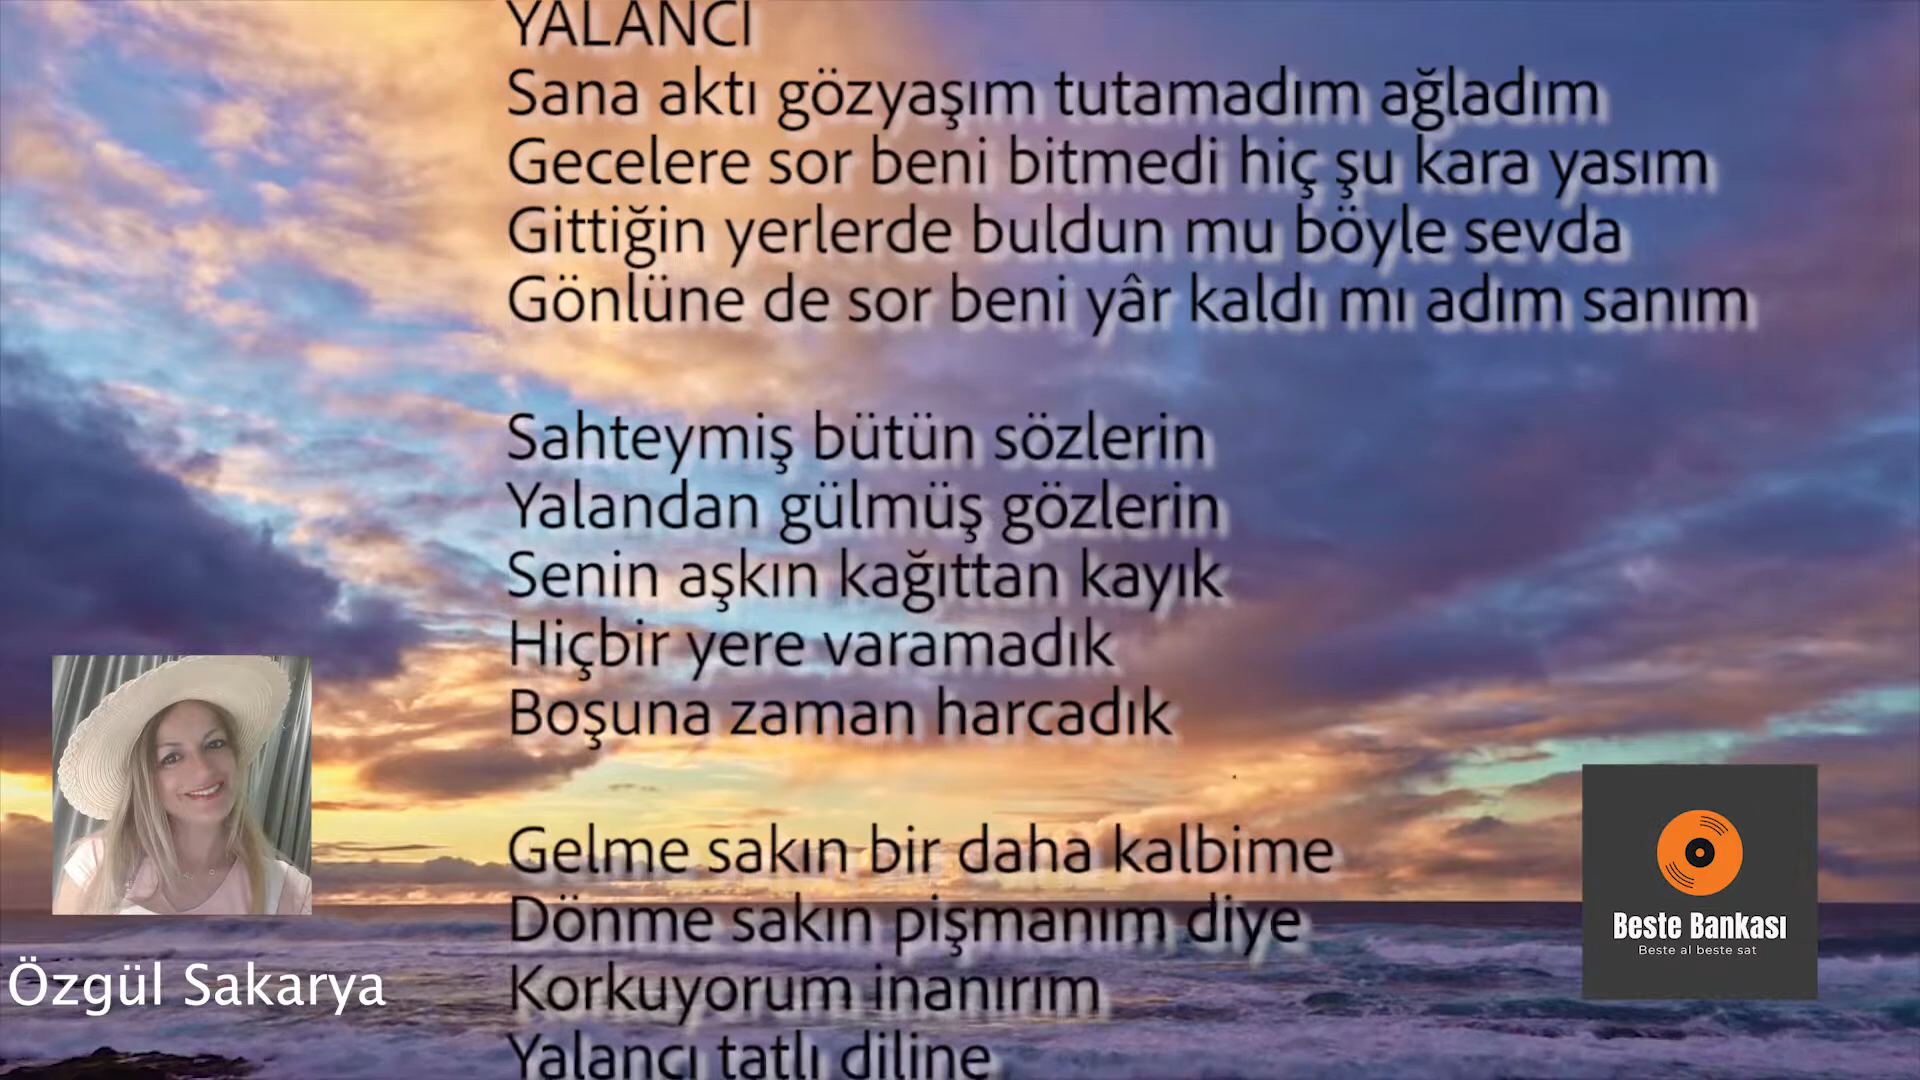 YALANCI
Sana aktı gözyaşım tutamadım ağladım
Gecelere sor beni bitmedi hiç şu kara yasım
Gittiğin yerlerde buldun mu böyle sevda
Gönlüne de sor beni yâr kaldı mı adım sanım
Sahteymiş bütün sözlerin
Yalandan gülmüş gözlerin
Senin aşkın kağıttan kayık
Hiçbir yere varamadık
Boşuna zaman harcadık
Gelme sakın bir daha kalbime
Dönme sakın pişmanım diye
Korkuyorum inanırım
Yalancı tatlı diline
Özgül Sakarya
Beste Bankası
Beste al beste sat